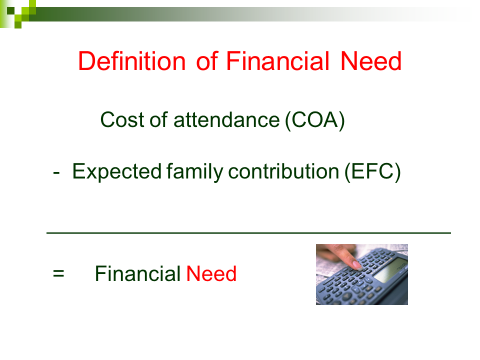 Definition of Financial Need
Cost of attendance (COA)
- Expected family contribution (EFC)
= Financial Need